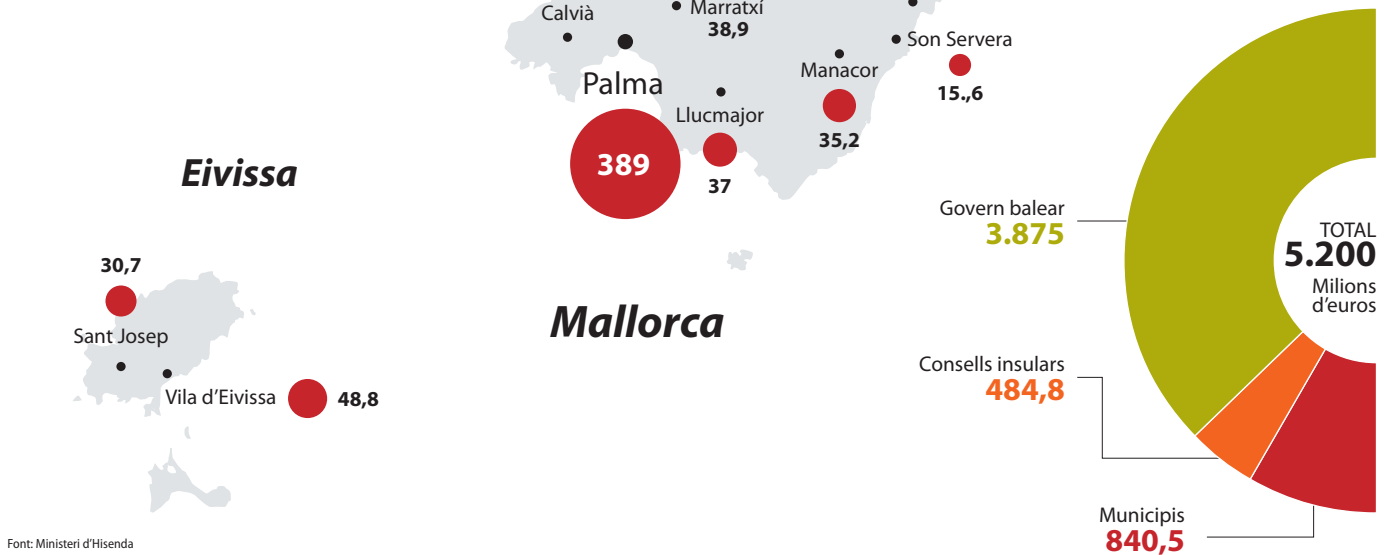 Calvià
Marratxí
38,9
Son Servera
15.,6
Manacor
35,2
Palma
389
Llucmajor
37
Eivissa
Mallorca
30,7
Sant Josep
Vila d'Eivissa
48,8
Govern balear
3.875
TOTAL
5.200
Milions
d'euros
Consells insulars
484,8
Municipis
840,5
Font: Ministeri d'Hisenda